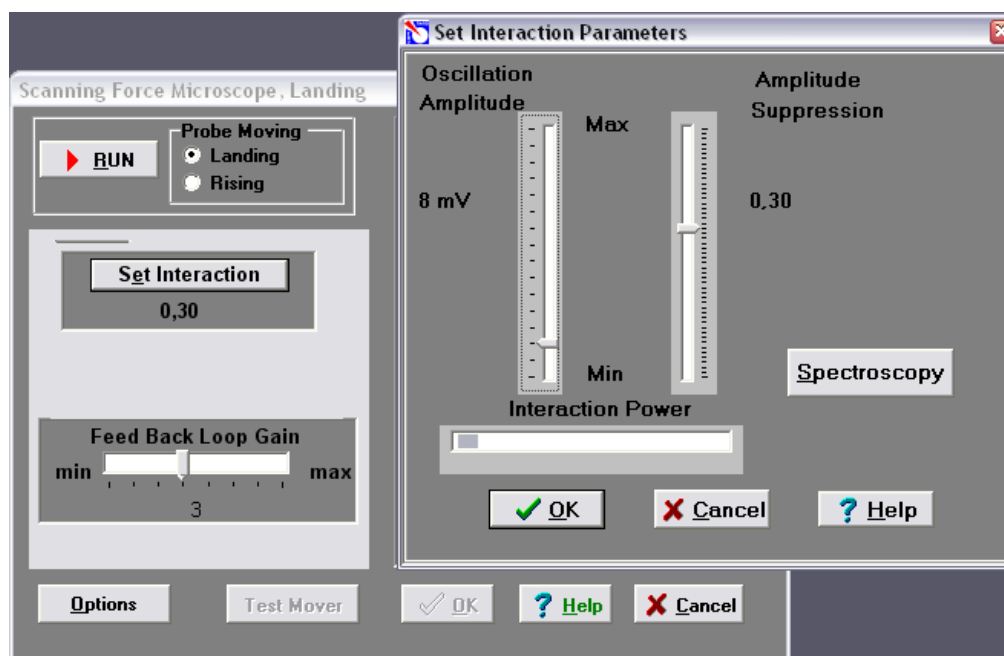 Set Interaction Parameters
Oscillation
Amplitude
Max
Amplitude
Suppression
8 mV
0,30
Min
Spectroscopy
Interaction Power
OK
Cancel
Help
Scanning Force Microscope, Landing
RUN
Probe Moving
Landing
Rising
Set Interaction
0,30
Feed Back Loop Gain
min
max
3
Options
Test Mover
OK
Help
Cancel